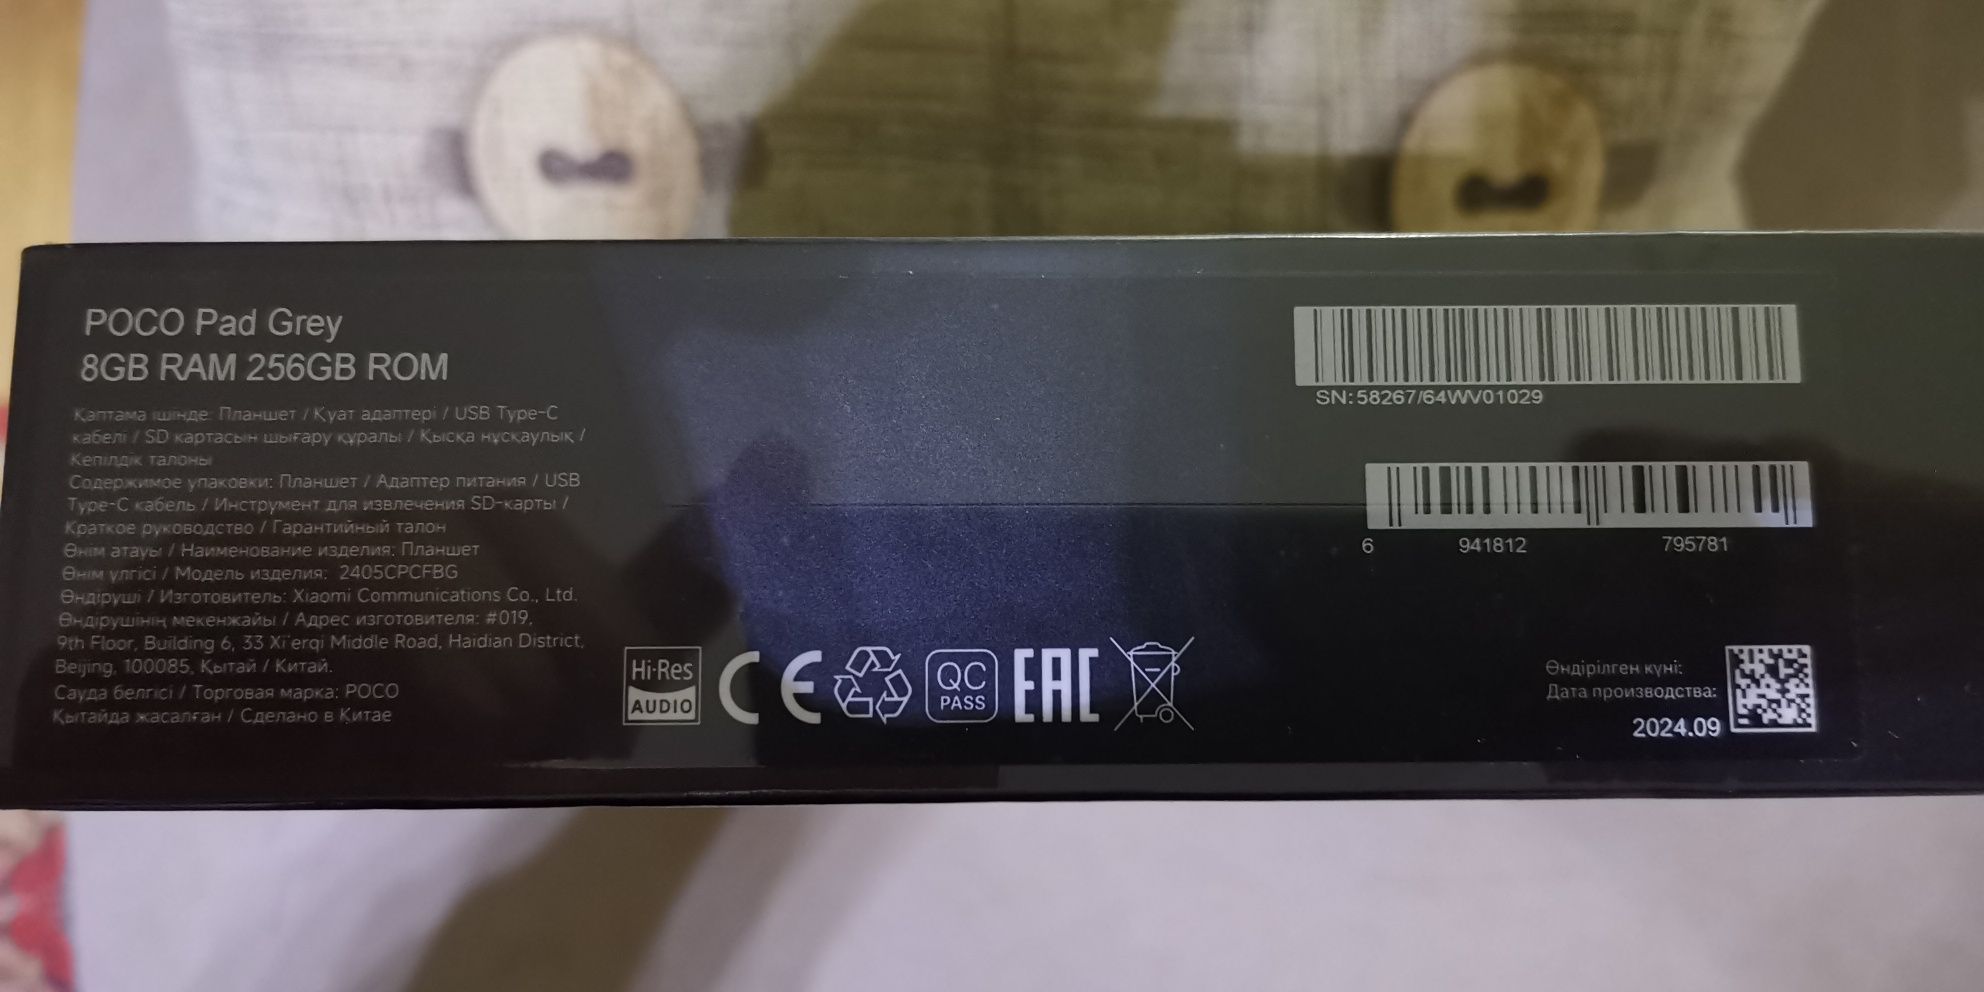 POCO Pad Grey
8GB RAM 256GB ROM
Қаптама ішінде: Планшет / Қуат адаптері / USB Type-C
кабелі / SD картасын шығару құралы / Қысқа нұсқаулық /
Кепілдік талоны
Содержимое упаковки: Планшет / Адаптер питания / USB
Type-C кабель / Инструмент для извлечения SD-карты /
Краткое руководство / Гарантийный талон
Өнім атауы / Наименование изделия: Планшет
Өнім үлгісі / Модель изделия: 2405CPCFBG
Өндіруші / Изготовитель: Xiaomi Communications Co., Ltd.
Өндірушінің мекенжайы / Адрес изготовителя: #019,
9th Floor, Building 6, 33 Xi'erqi Middle Road, Haidian District,
Beijing, 100085, Қытай / Китай.
Сауда белгісі / Торговая марка: POCO
Қытайда жасалған / Сделано в Китае
Hi-Res
AUDIO
CE
QC
PASS
EAC
SN:58267/64WV01029
6 941812 795781
Өндірілген күні:
Дата производства:
2024.09